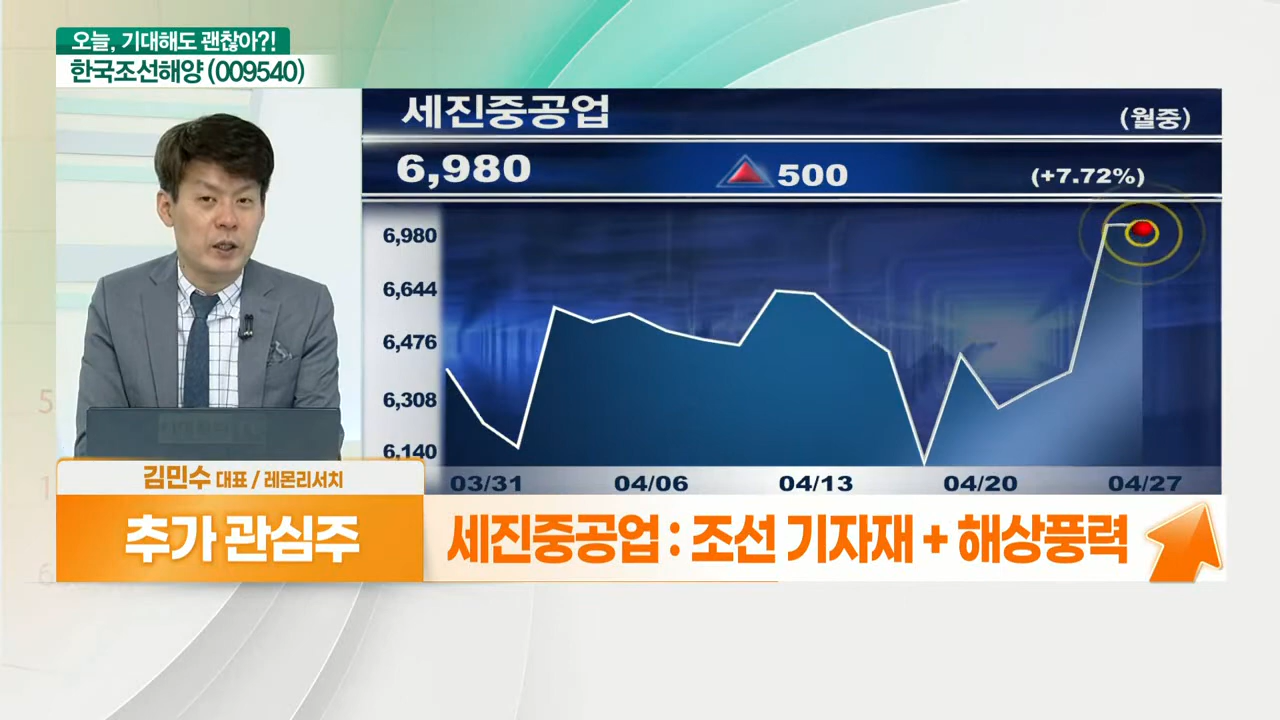 오늘, 기대해도 괜찮아?!
한국조선해양 (009540)
세진중공업
(월중)
6,980
500
(+7.72%)
6,980
6,644
6,476
6,308
6,140
03/31 04/06 04/13 04/20 04/27
김민수 대표 / 레몬리서치
추가 관심주
세진중공업 : 조선 기자재 + 해상풍력